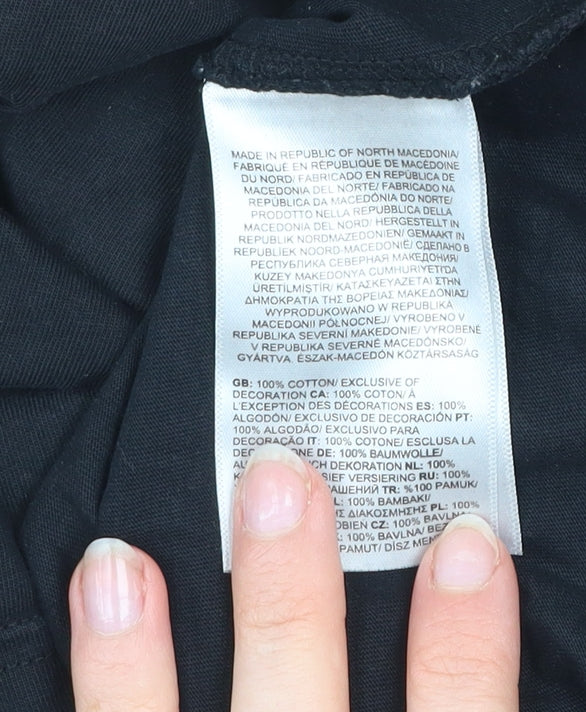 MADE IN REPUBLIC OF NORTH MACEDONIA/
FABRIQUÉ EN RÉPUBLIQUE DE MACÉDOINE
DU NORD/ FABRICADO EN REPÚBLICA DE
MACEDONIA DEL NORTE/ FABRICADO NA
REPÚBLICA DA MACEDÔNIA DO NORTE/
PRODOTTO NELLA REPUBBLICA DELLA
MACEDONIA DEL NORD/ HERGESTELLT IN
REPUBLIK NORDMAZEDONIEN/ GEMAAKT IN
REPUBLIEK NOORD-MACEDONIË/ СДЕЛАНО В
РЕСПУБЛИКА СЕВЕРНАЯ МАКЕДОНИЯ/
KUZEY MAKEDONYA CUMHURIYETI'DA
ÜRETILMIŞTIR/ ΚΑΤΑΣΚΕΥΑΖΕΤΑΙ ΣΤΗΝ
ΔΗΜΟΚΡΑΤΙΑ ΤΗΣ ΒΟΡΕΙΑΣ ΜΑΚΕΔΟΝΙΑΣ/
WYPRODUKOWANO W REPUBLIKA
MACEDONII PÓŁNOCNEJ/ VYROBENO V
REPUBLIKA SEVERNÍ MAKEDONIE/ VYROBENÉ
V REPUBLIKA SEVERNÉ MACEDÓNSKO/
GYÁRTVA. ÉSZAK-MACEDÓN KÖZTÁRSASÁG
GB: 100% COTTON/ EXCLUSIVE OF
DECORATION CA: 100% COTON/ À
L'EXCEPTION DES DÉCORATIONS ES: 100%
ALGODÓN/ EXCLUSIVO DE DECORACIÓN PT:
100% ALGODÃO/ EXCLUSIVO PARA
DECORAÇÃO IT: 100% COTONE/ ESCLUSA LA
DE: 100% BAUMWOLLE/
DEKORATION NL: 100%
VERSIERING RU: 100%
TR: %100 PAMUK/
100% BAMBAKI/
ΔΙΑΚΟΣΜΗΣΗΣ PL: 100%
CZ: 100%
100% BAVLNA/
PAMUT/ DÍSZ